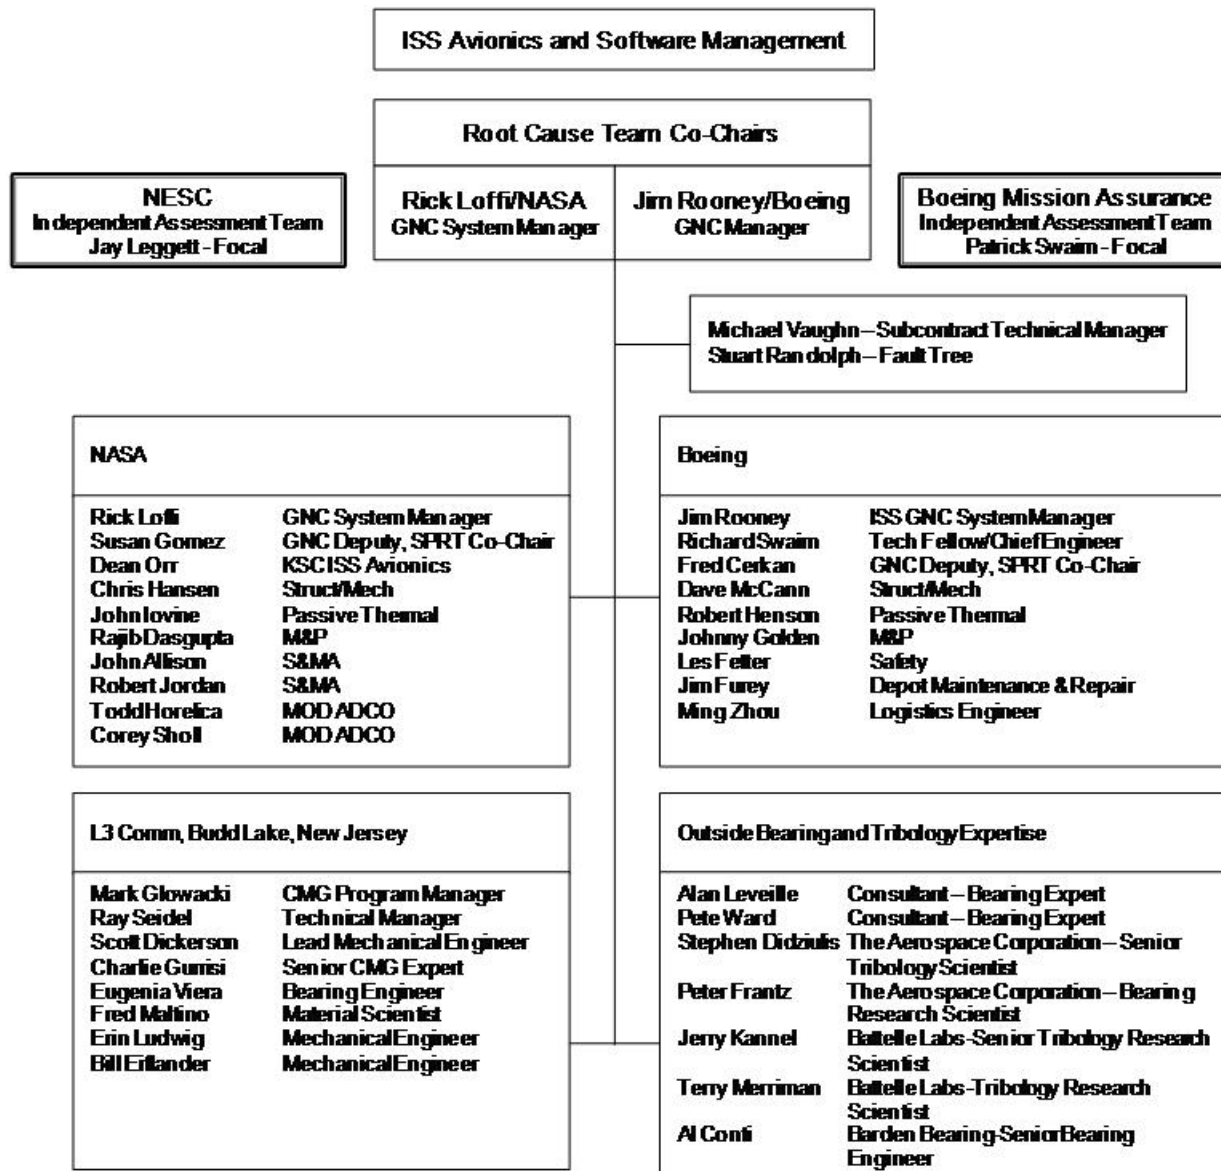 ISS Avionics and Software Management
Root Cause Team Co-Chairs
NESC
Independent Assessment Team
Jay Leggett - Focal
Rick Loffi/NASA
GNC System Manager
Jim Rooney/Boeing
GNC Manager
Boeing Mission Assurance
Independent Assessment Team
Patrick Swaim - Focal
Michael Vaughn – Subcontract Technical Manager
Stuart Randolph – Fault Tree
NASA
Rick Loffi GNC System Manager
Susan Gomez GNC Deputy, SPRT Co-Chair
Dean Orr KSC ISS Avionics
Chris Hansen Struct/Mech
John Iovine Passive Thermal
Rajib Dasgupta M&P
John Allison S&MA
Robert Jordan S&MA
Todd Horelica MOD ADCO
Corey Sholl MOD ADCO
Boeing
Jim Rooney ISS GNC System Manager
Richard Swaim Tech Fellow/Chief Engineer
Fred Cerkan GNC Deputy, SPRT Co-Chair
Dave McCann Struct/Mech
Robert Henson Passive Thermal
Johnny Golden M&P
Les Fetter Safety
Jim Furey Depot Maintenance & Repair
Ming Zhou Logistics Engineer
L3 Comm, Budd Lake, New Jersey
Mark Glowacki CMG Program Manager
Ray Seidel Technical Manager
Scott Dickerson Lead Mechanical Engineer
Charlie Gurrisi Senior CMG Expert
Eugenia Viera Bearing Engineer
Fred Maltino Material Scientist
Erin Ludwig Mechanical Engineer
Bill Mechanical Engineer
Outside Bearing and Tribology Expertise
Alan Leveille Consultant – Bearing Expert
Pete Ward Consultant – Bearing Expert
Stephen Didziulis The Aerospace Corporation – Senior
Tribology Scientist
Peter Frantz The Aerospace Corporation – Bearing
Research Scientist
Jerry Kannel Battelle Labs-Senior Tribology Research
Scientist
Terry Merriman Battelle Labs-Tribology Research
Scientist
Al Conti Barden Bearing-Senior Bearing
Engineer